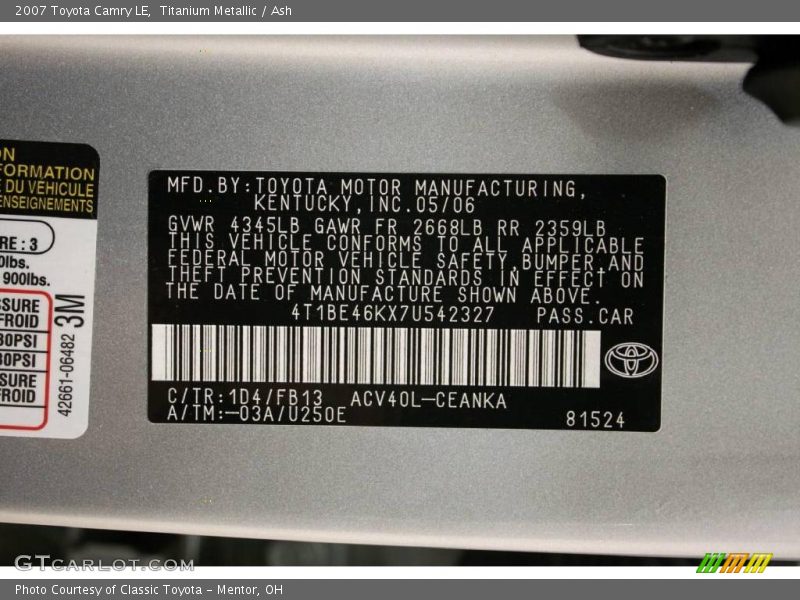 2007 Toyota Camry LE, Titanium Metallic / Ash
ON
FORMATION
DU VÉHICULE
ENSEIGNEMENTS
RE : 3
0lbs.
900lbs.
SSURE
FROID
30PSI
30PSI
SSURE
FROID
42661-06482 3M
MFD.BY:TOYOTA MOTOR MANUFACTURING,
KENTUCKY,INC.05/06
GVWR 4345LB GAWR FR 2668LB RR 2359LB
THIS VEHICLE CONFORMS TO ALL APPLICABLE
FEDERAL MOTOR VEHICLE SAFETY,BUMPER,AND
THEFT PREVENTION STANDARDS IN EFFECT ON
THE DATE OF MANUFACTURE SHOWN ABOVE.
4T1BE46KX7U542327 PASS.CAR
C/TR:1D4/FB13 ACV40L-CEANKA
A/TM:-03A/U250E 81524
GTCARLOT.COM
Photo Courtesy of Classic Toyota - Mentor, OH